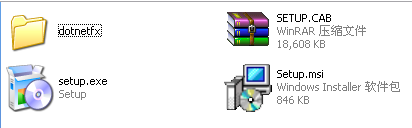 dotnetfx
SETUP.CAB
WinRAR 压缩文件
18,608 KB
setup.exe
Setup
Setup.msi
Windows Installer 软件包
846 KB